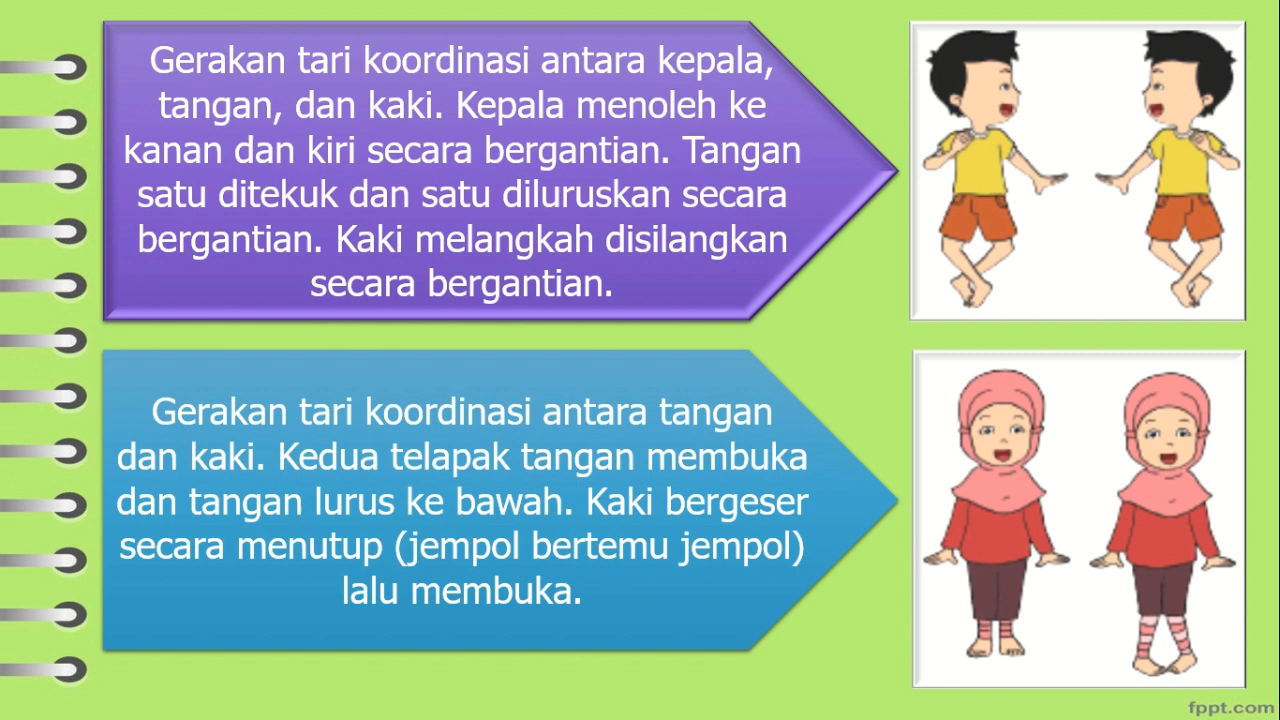 Gerakan tari koordinasi antara kepala,
tangan, dan kaki. Kepala menoleh ke
kanan dan kiri secara bergantian. Tangan
satu ditekuk dan satu diluruskan secara
bergantian. Kaki melangkah disilangkan
secara bergantian.
Gerakan tari koordinasi antara tangan
dan kaki. Kedua telapak tangan membuka
dan tangan lurus ke bawah. Kaki bergeser
secara menutup (jempol bertemu jempol)
lalu membuka.
fppt.com